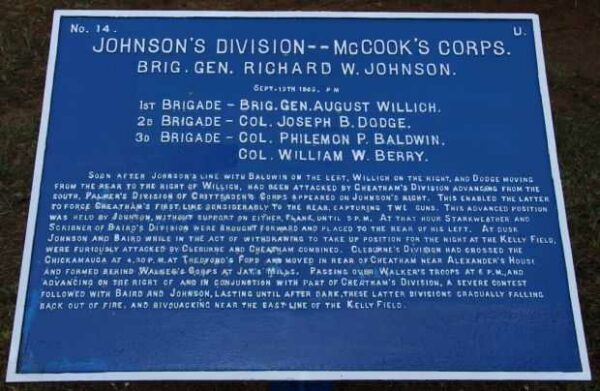 No. 14. U.
JOHNSON'S DIVISION--McCOOK'S CORPS.
BRIG. GEN. RICHARD W. JOHNSON.
SEPT. 19TH 1863. P M
1ST BRIGADE - BRIG. GEN. AUGUST WILLICH.
2D BRIGADE - COL. JOSEPH B. DODGE.
3D BRIGADE - COL. PHILEMON P. BALDWIN.
COL. WILLIAM W. BERRY.
SOON AFTER JOHNSON'S LINE WITH BALDWIN ON THE LEFT, WILLICH ON THE RIGHT, AND DODGE MOVING
FROM THE REAR TO THE RIGHT OF WILLICH, HAD BEEN ATTACKED BY CHEATHAM'S DIVISION ADVANCING FROM THE
SOUTH, PALMER'S DIVISION OF CRITTENDEN'S CORPS APPEARED ON JOHNSON'S RIGHT. THIS ENABLED THE LATTER
TO FORCE CHEATHAM'S FIRST LINE CONSIDERABLY TO THE REAR, CAPTURING TWO GUNS. THIS ADVANCED POSITION
WAS HELD BY JOHNSON, WITHOUT SUPPORT ON EITHER FLANK, UNTIL 5 P.M. AT THAT HOUR STARKWEATHER AND
SCRIBNER OF BAIRD'S DIVISION WERE BROUGHT FORWARD AND PLACED TO THE REAR OF HIS LEFT. AT DUSK
JOHNSON AND BAIRD WHILE IN THE ACT OF WITHDRAWING TO TAKE UP POSITION FOR THE NIGHT AT THE KELLY FIELD,
WERE FURIOUSLY ATTACKED BY CLEBURNE AND CHEATHAM COMBINED. CLEBURNE'S DIVISION HAD CROSSED THE
CHICKAMAUGA AT 4.30 P.M. AT THEDFORD'S FORD AND MOVED IN REAR OF CHEATHAM NEAR ALEXANDER'S HOUSE
AND FORMED BEHIND WALKER'S CORPS AT JAY'S MILLS. PASSING OVER WALKER'S TROOPS AT 6 P.M. AND
ADVANCING ON THE RIGHT OF AND IN CONJUNCTION WITH PART OF CHEATHAM'S DIVISION, A SEVERE CONTEST
FOLLOWED WITH BAIRD AND JOHNSON, LASTING UNTIL AFTER DARK, THESE LATTER DIVISIONS GRADUALLY FALLING
BACK OUT OF FIRE, AND BIVOUACKING NEAR THE EAST LINE OF THE KELLY FIELD.